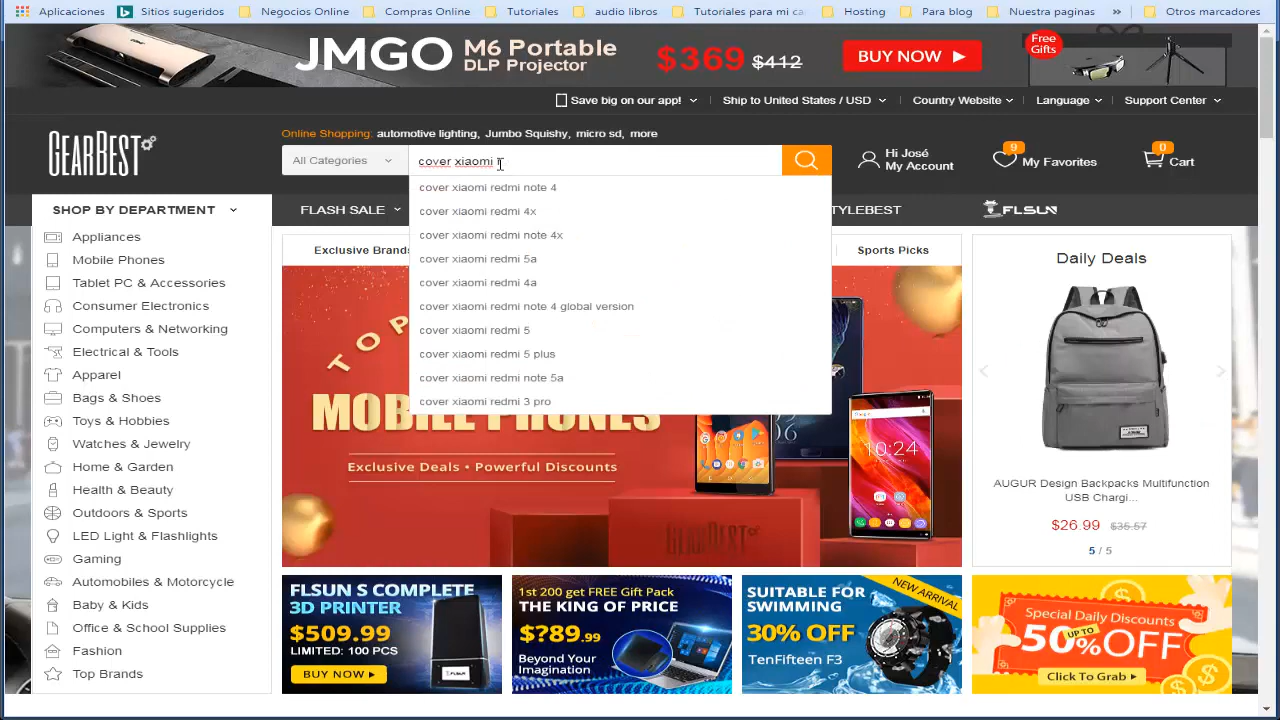 Aplicaciones Sitios sugeridos Negocios Online Compras Online Tutoriales audio libros Tutoriales para mi ca Hosting Para blog Nuestra paginas » Otros marcadores
JMGO M6 Portable DLP Projector $369 $412 BUY NOW ▶ Free Gifts
Save big on our app! Ship to United States / USD Country Website Language Support Center
GEARBEST
Online Shopping: automotive lighting, Jumbo Squishy, micro sd, more
All Categories
cover xiaomi r
Hi José
My Account
9
My Favorites
0
Cart
SHOP BY DEPARTMENT
FLASH SALE
FLSUN
cover xiaomi redmi note 4
cover xiaomi redmi 4x
cover xiaomi redmi note 4x
cover xiaomi redmi 5a
cover xiaomi redmi 4a
cover xiaomi redmi note 4 global version
cover xiaomi redmi 5
cover xiaomi redmi 5 plus
cover xiaomi redmi note 5a
cover xiaomi redmi 3 pro
Appliances
Mobile Phones
Tablet PC & Accessories
Consumer Electronics
Computers & Networking
Electrical & Tools
Apparel
Bags & Shoes
Toys & Hobbies
Watches & Jewelry
Home & Garden
Health & Beauty
Outdoors & Sports
LED Light & Flashlights
Gaming
Automobiles & Motorcycle
Baby & Kids
Office & School Supplies
Fashion
Top Brands
Exclusive Brands
Sports Picks
TOP
MOBILE PHONES
Exclusive Deals • Powerful Discounts
10:24
GEARBEST
Daily Deals
AUGUR Design Backpacks Multifunction
USB Chargi...
$26.99 $35.57
5 / 5
FLSUN S COMPLETE
3D PRINTER
$509.99
LIMITED: 100 PCS
BUY NOW ▶
FLSUN
1st 200 get FREE Gift Pack
THE KING OF PRICE
$?89.99
Beyond Your
Imagination
NEW ARRIVAL
SUITABLE FOR
SWIMMING
30% OFF
TenFifteen F3
Special Daily Discounts
UP TO
50% OFF
Click To Grab ▶